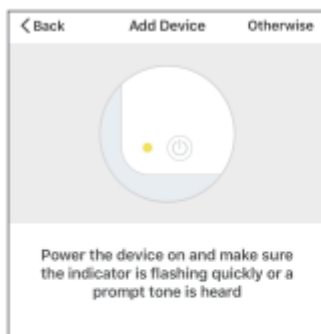 < Back Add Device Otherwise
Power the device on and make sure
the indicator is flashing quickly or a
prompt tone is heard